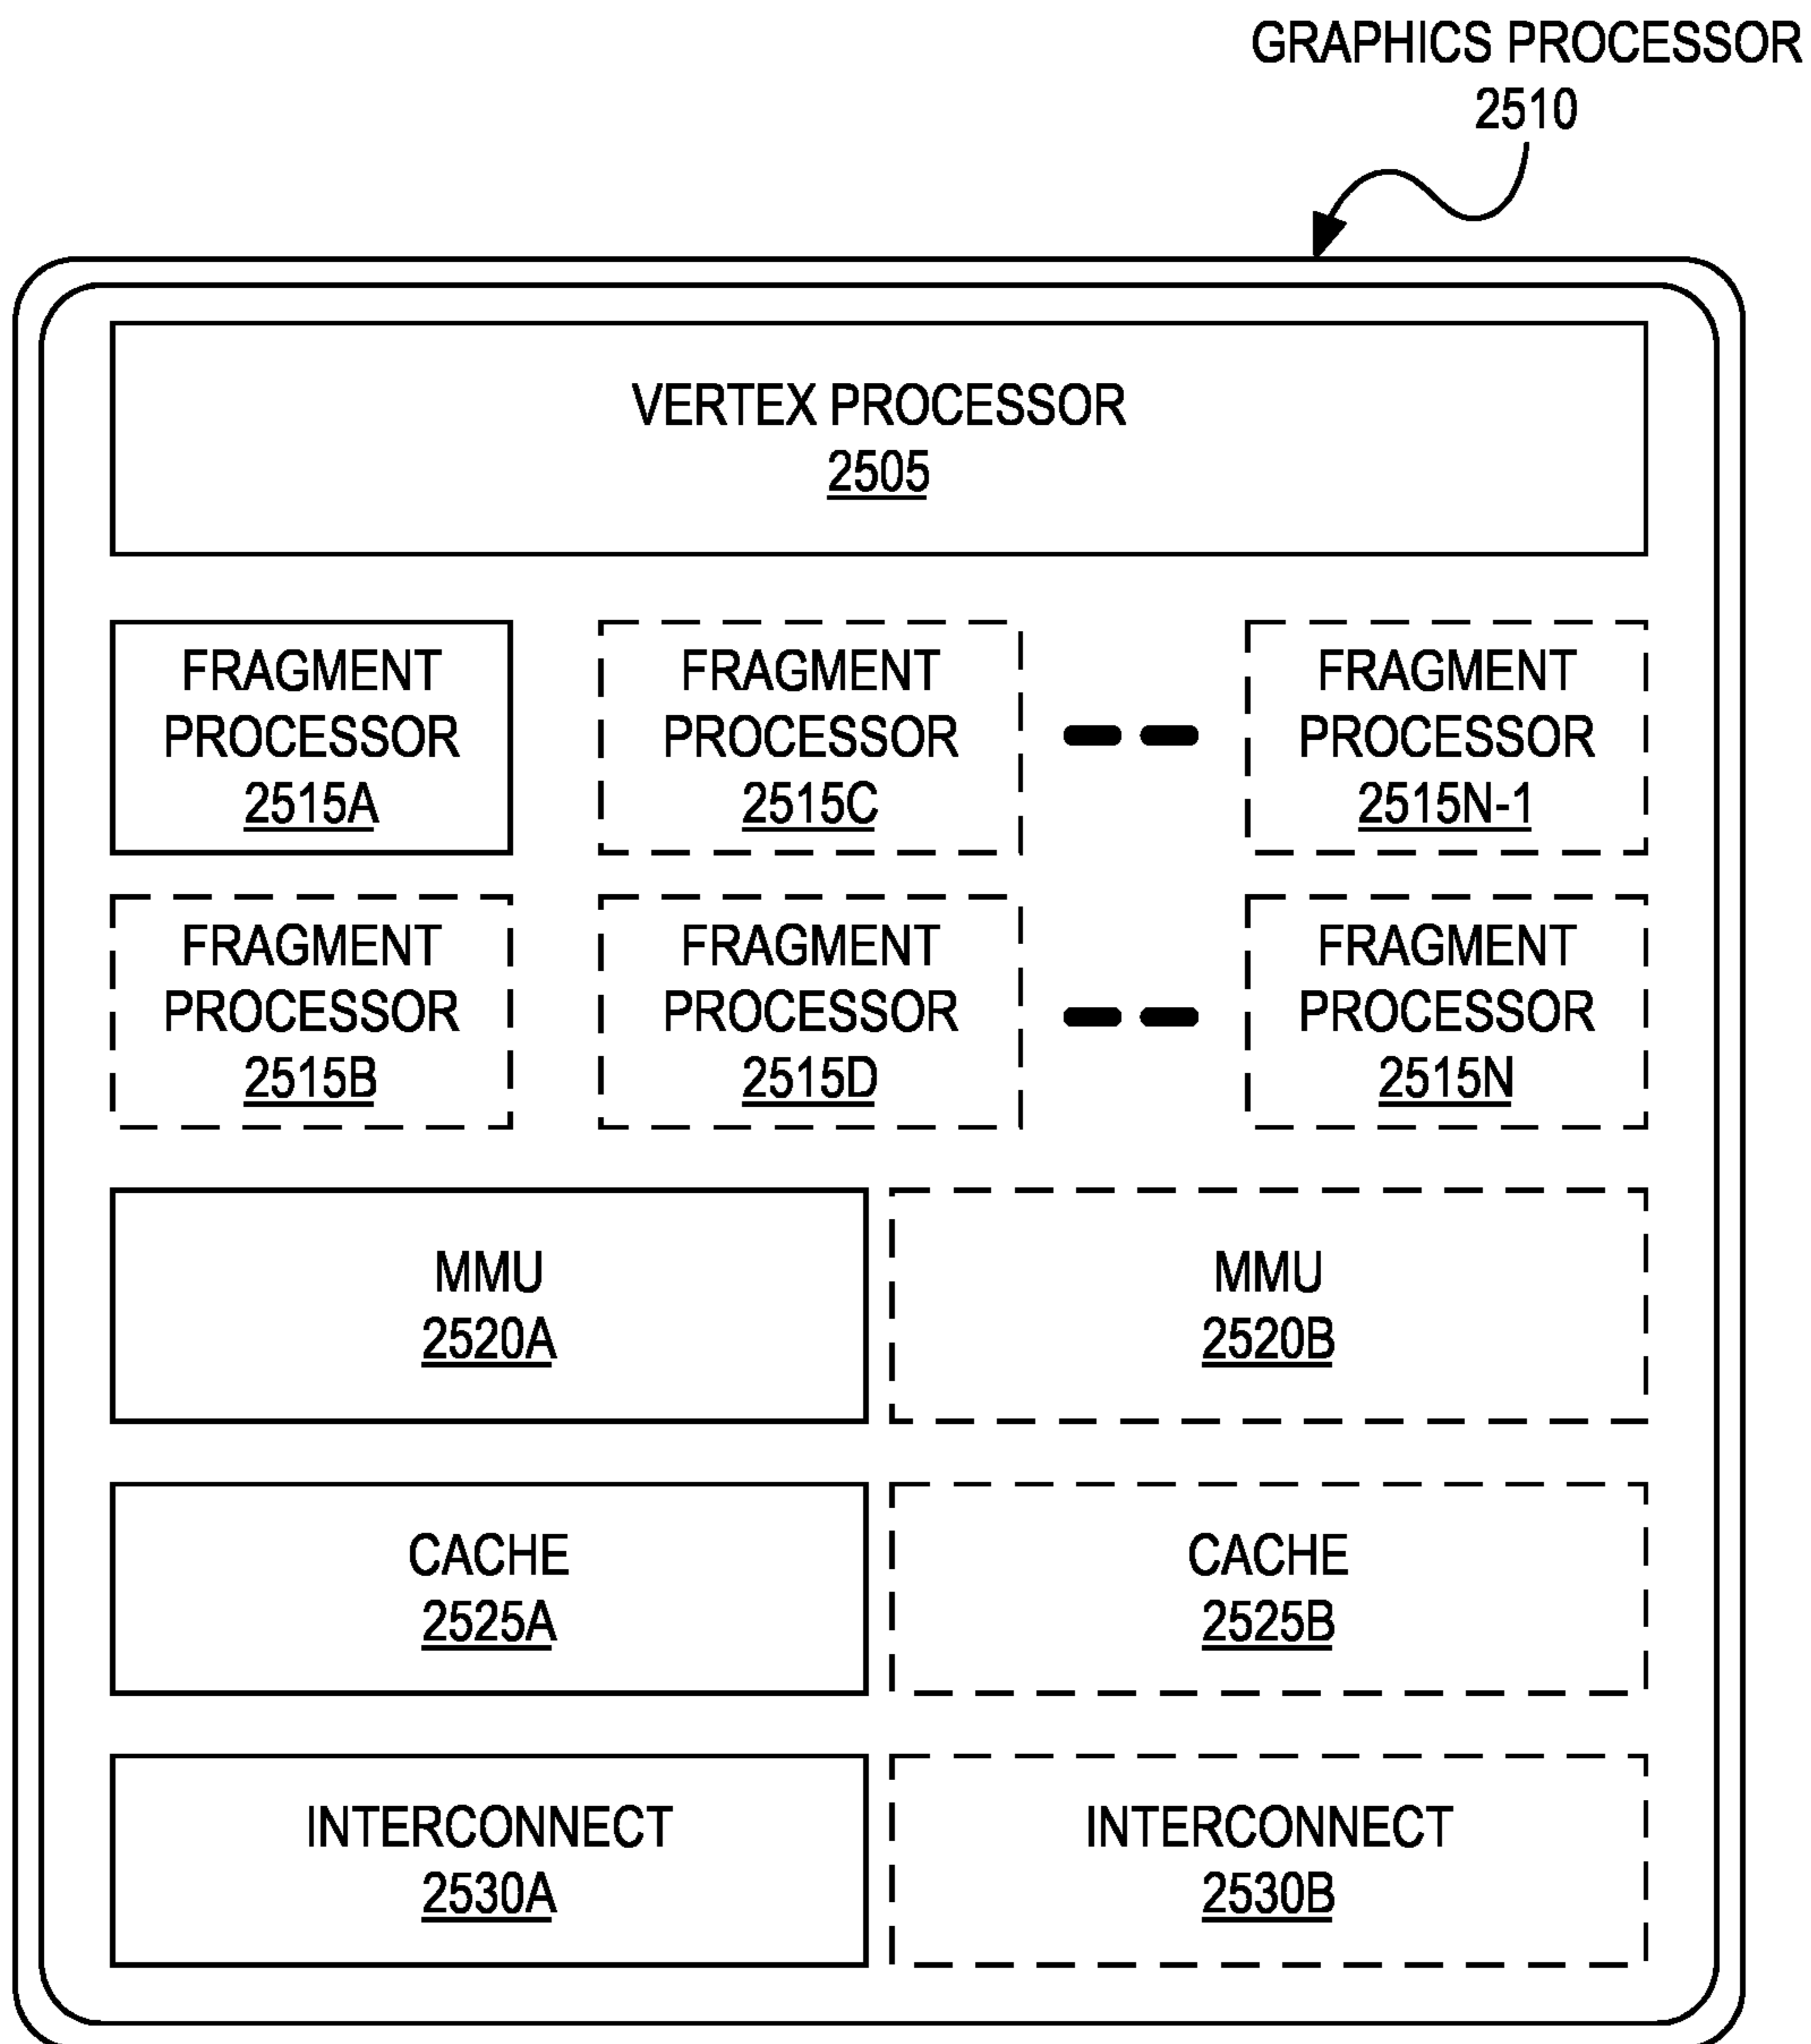 GRAPHICS PROCESSOR
2510
VERTEX PROCESSOR
2505
FRAGMENT
PROCESSOR
2515A
FRAGMENT
PROCESSOR
2515C
FRAGMENT
PROCESSOR
2515N-1
FRAGMENT
PROCESSOR
2515B
FRAGMENT
PROCESSOR
2515D
FRAGMENT
PROCESSOR
2515N
MMU
2520A
MMU
2520B
CACHE
2525A
CACHE
2525B
INTERCONNECT
2530A
INTERCONNECT
2530B